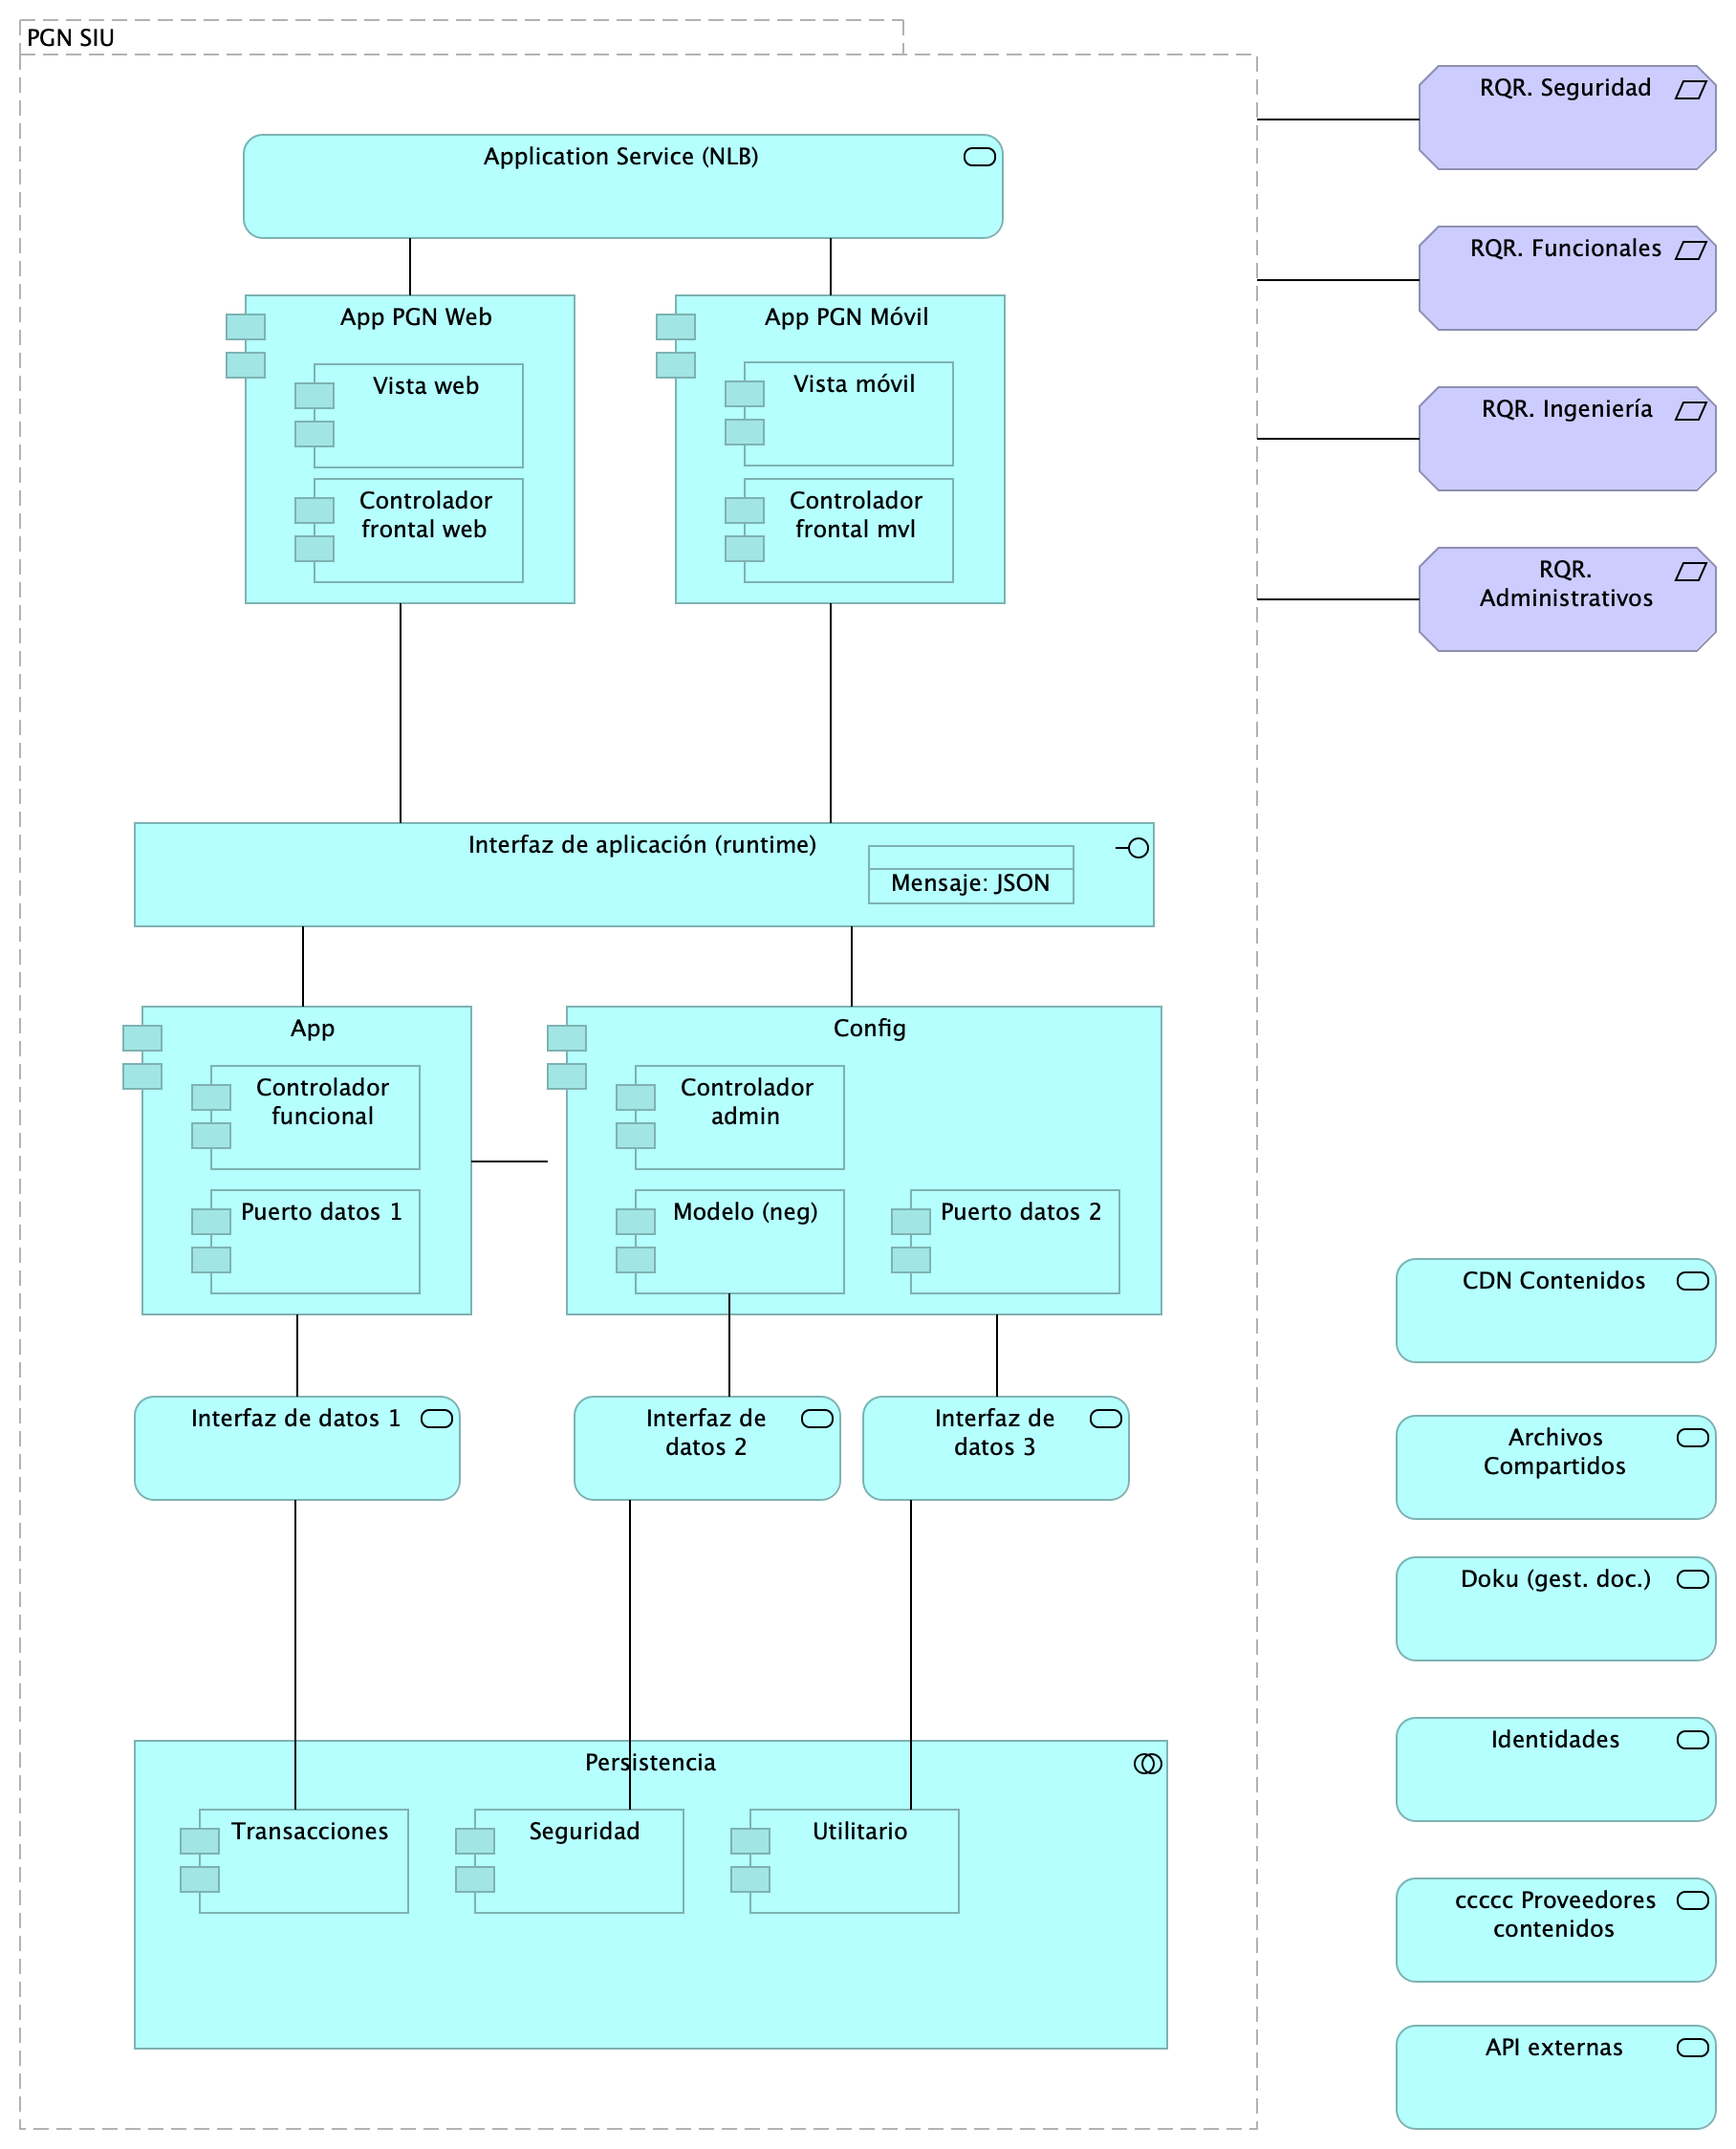 PGN SIU
RQR. Seguridad
Application Service (NLB)
RQR. Funcionales
App PGN Web
App PGN Móvil
Vista web
Vista móvil
RQR. Ingeniería
Controlador
frontal web
Controlador
frontal mvl
RQR.
Administrativos
Interfaz de aplicación (runtime)
Mensaje: JSON
App
Config
Controlador
funcional
Controlador
admin
Puerto datos 1
Modelo (neg)
Puerto datos 2
CDN Contenidos
Interfaz de datos 1
Interfaz de
datos 2
Interfaz de
datos 3
Archivos
Compartidos
Doku (gest. doc.)
Persistencia
Identidades
Transacciones
Seguridad
Utilitario
ccccc Proveedores
contenidos
API externas